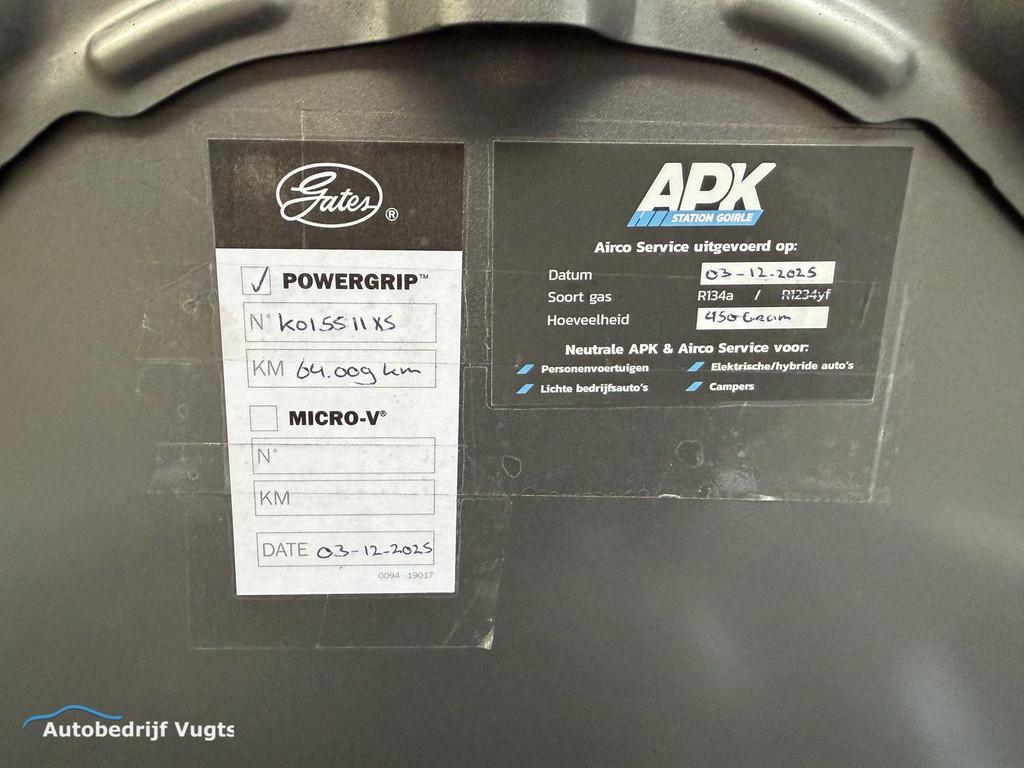 Gates®
POWERGRIP™
N° K015511XS
KM 64.009 km
MICRO-V®
N°
KM
DATE 03-12-2025
0094 - 19017
APK
STATION GOIRLE
Airco Service uitgevoerd op:
Datum 03-12-2025
Soort gas R134a / R1234yf
Hoeveelheid 450 Gram
Neutrale APK & Airco Service voor:
Personenvoertuigen Elektrische/hybride auto's
Lichte bedrijfsauto's Campers
Autobedrijf Vugts